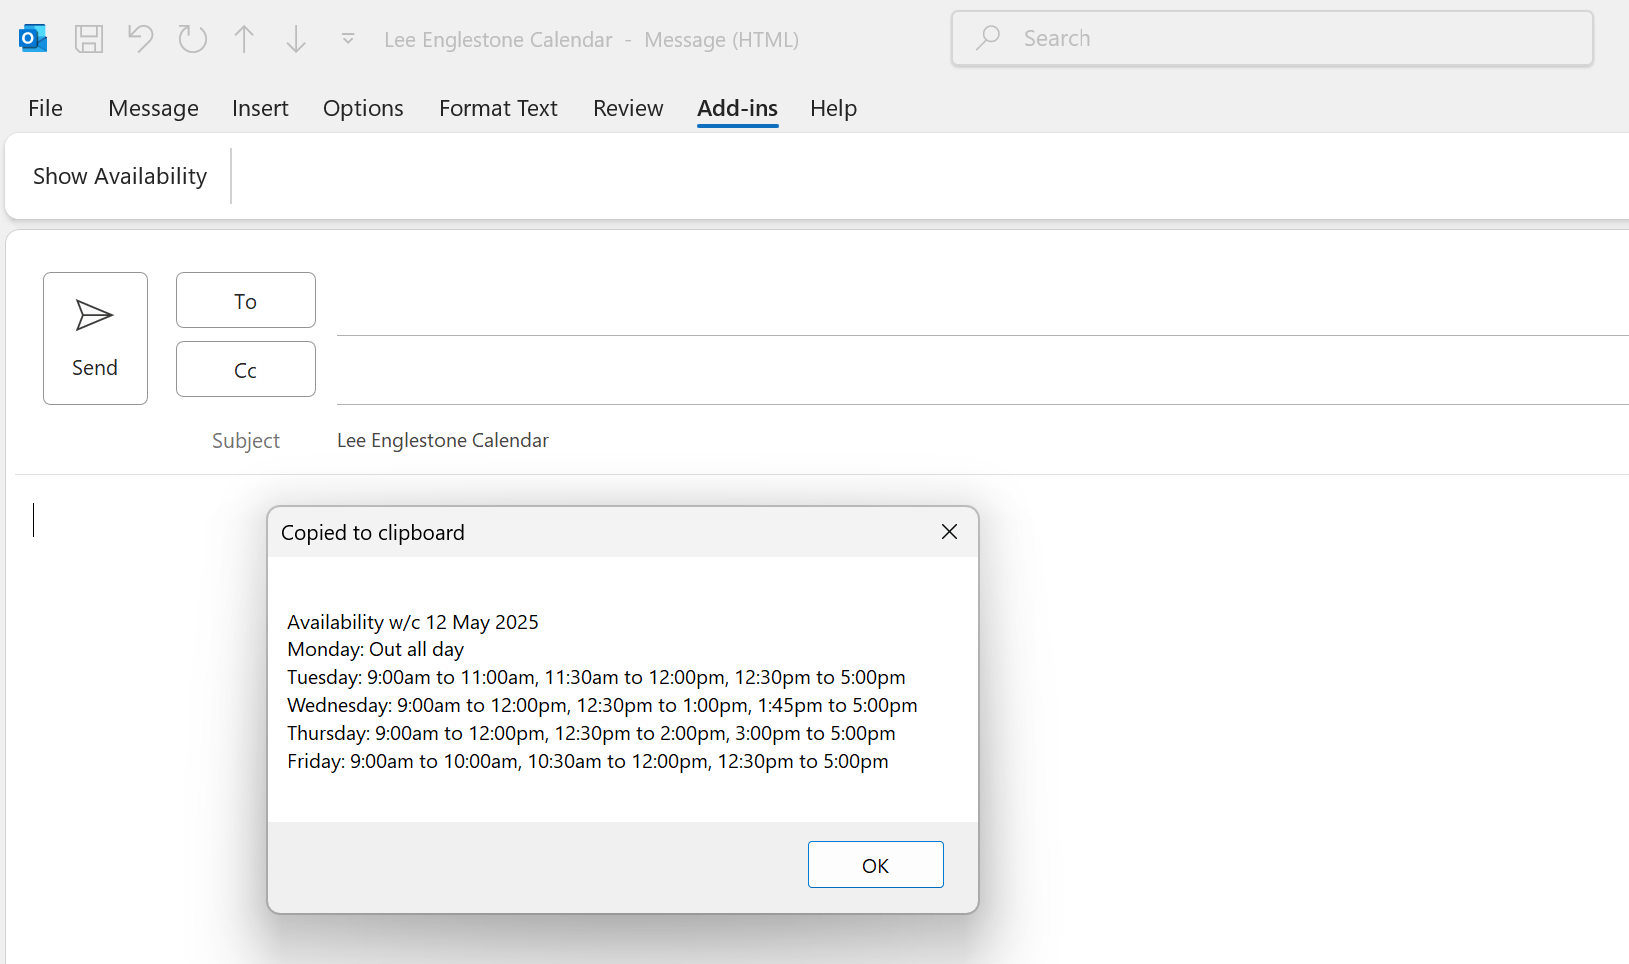 Lee Englestone Calendar - Message (HTML)
Search
File Message Insert Options Format Text Review Add-ins Help
Show Availability
Send
To
Cc
Subject Lee Englestone Calendar
Copied to clipboard
Availability w/c 12 May 2025
Monday: Out all day
Tuesday: 9:00am to 11:00am, 11:30am to 12:00pm, 12:30pm to 5:00pm
Wednesday: 9:00am to 12:00pm, 12:30pm to 1:00pm, 1:45pm to 5:00pm
Thursday: 9:00am to 12:00pm, 12:30pm to 2:00pm, 3:00pm to 5:00pm
Friday: 9:00am to 10:00am, 10:30am to 12:00pm, 12:30pm to 5:00pm
OK